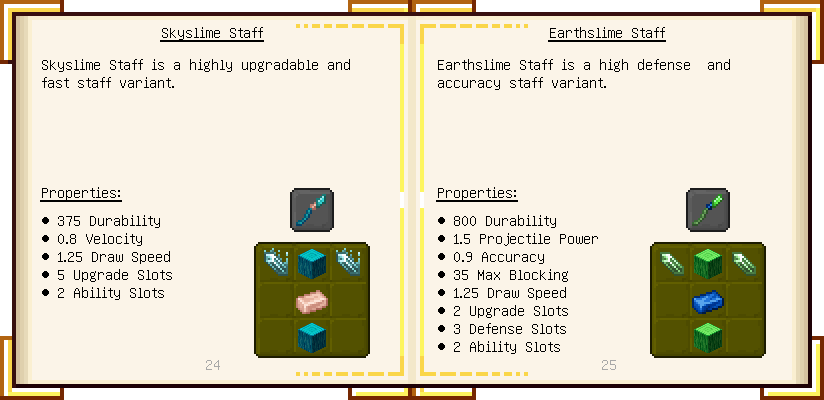 Skyslime Staff
Skyslime Staff is a highly upgradable and
fast staff variant.
Properties:
● 375 Durability
● 0.8 Velocity
● 1.25 Draw Speed
● 5 Upgrade Slots
● 2 Ability Slots
24
Earthslime Staff
Earthslime Staff is a high defense  and
accuracy staff variant.
Properties:
● 800 Durability
● 1.5 Projectile Power
● 0.9 Accuracy
● 35 Max Blocking
● 1.25 Draw Speed
● 2 Upgrade Slots
● 3 Defense Slots
● 2 Ability Slots
25